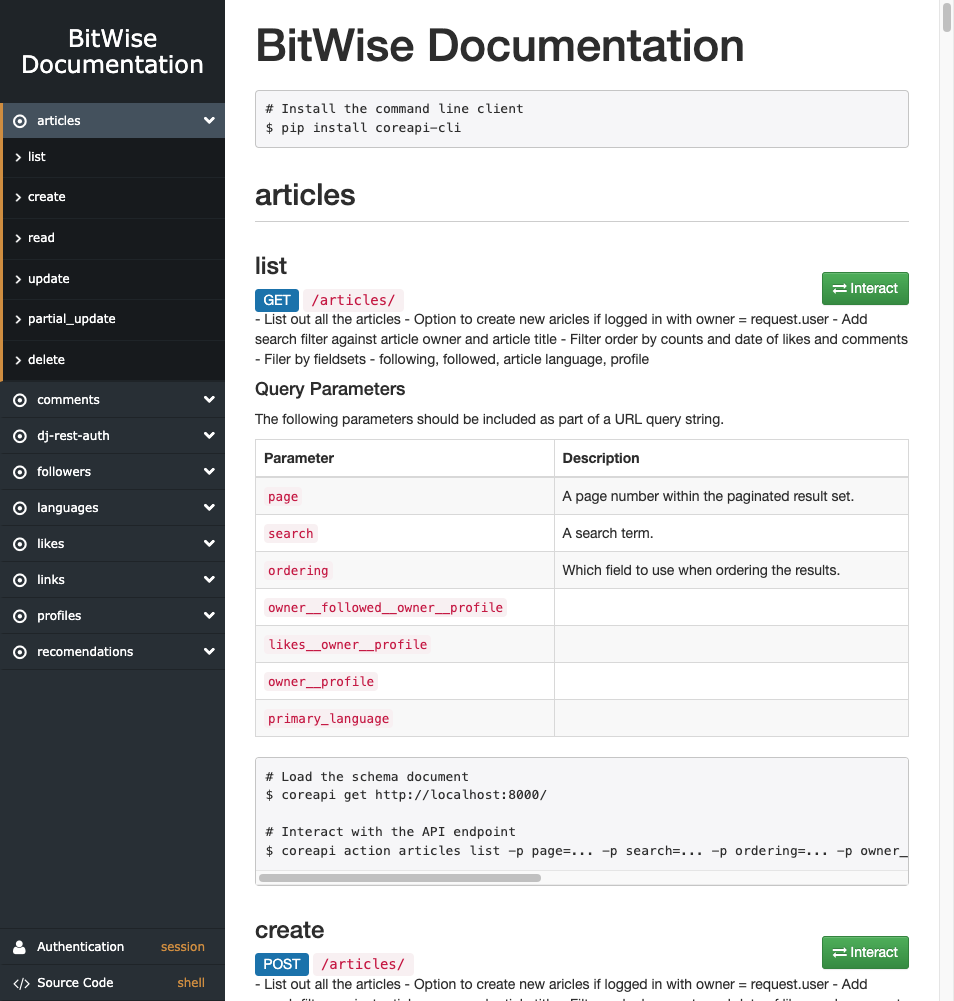 BitWise
Documentation
articles
list
create
read
update
partial_update
delete
comments
dj-rest-auth
followers
languages
likes
links
profiles
recomendations
Authentication session
Source Code shell
BitWise Documentation
# Install the command line client
$ pip install coreapi-cli
articles
list
Interact
GET /articles/
- List out all the articles - Option to create new aricles if logged in with owner = request.user - Add
search filter against article owner and article title - Filter order by counts and date of likes and comments
- Filer by fieldsets - following, followed, article language, profile
Query Parameters
The following parameters should be included as part of a URL query string.
Parameter Description
page A page number within the paginated result set.
search A search term.
ordering Which field to use when ordering the results.
owner__followed__owner__profile
likes__owner__profile
owner__profile
primary_language
# Load the schema document
$ coreapi get http://localhost:8000/
# Interact with the API endpoint
$ coreapi action articles list -p page=... -p search=... -p ordering=... -p owner_
create
Interact
POST /articles/
- List out all the articles - Option to create new aricles if logged in with owner = request.user - Add